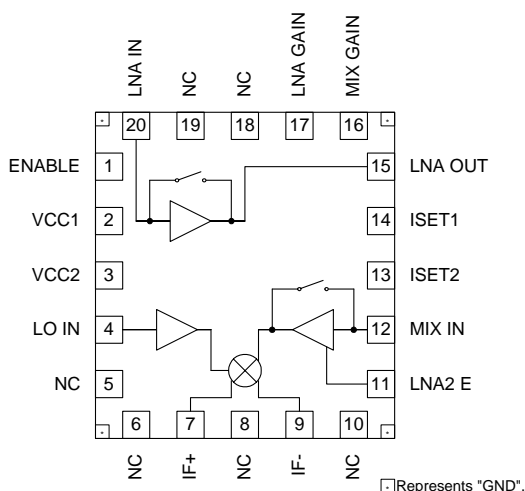 LNA IN
NC
NC
LNA GAIN
MIX GAIN
20
19
18
17
16
ENABLE 1
15 LNA OUT
VCC1 2
14 ISET1
VCC2 3
13 ISET2
LO IN 4
12 MIX IN
NC 5
11 LNA2 E
6
7
8
9
10
NC
IF+
NC
IF-
NC
Represents "GND".